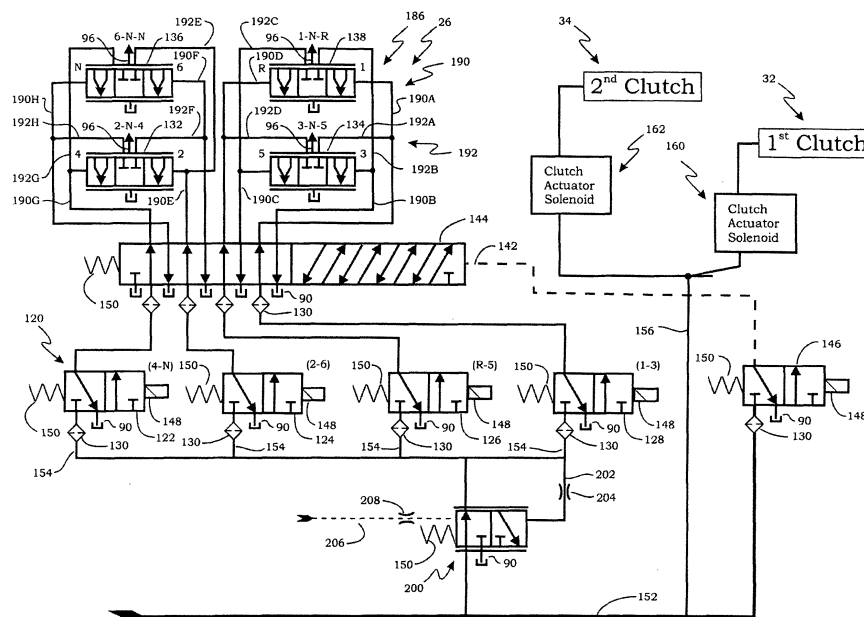 192E
6-N-N
96
136
190F
N
6
192C
1-N-R
96
138
190D
R
1
186
26
190
190H
192H
2-N-4
96
132
192F
4
2
192G
190G
190E
192D
3-N-5
96
134
192A
190A
5
3
192
192B
190C
190B
34
2nd Clutch
32
1st Clutch
162
160
Clutch
Actuator
Solenoid
Clutch
Actuator
Solenoid
144
142
150
90
130
156
120
(4-N)
(2-6)
(R-5)
(1-3)
146
150
150
150
150
150
148
148
148
148
148
90
90
90
90
90
122
124
126
128
130
130
130
130
130
154
154
154
154
202
204
208
206
150
90
200
152